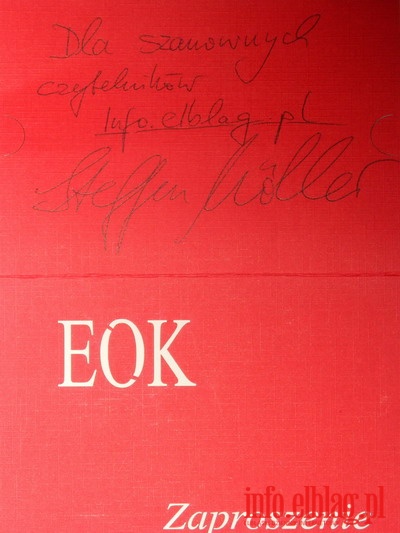 Dla szanownych
czytelników
info.elblag.pl
Steffen Möller
EOK
Zaproszenie
info.elblag.pl